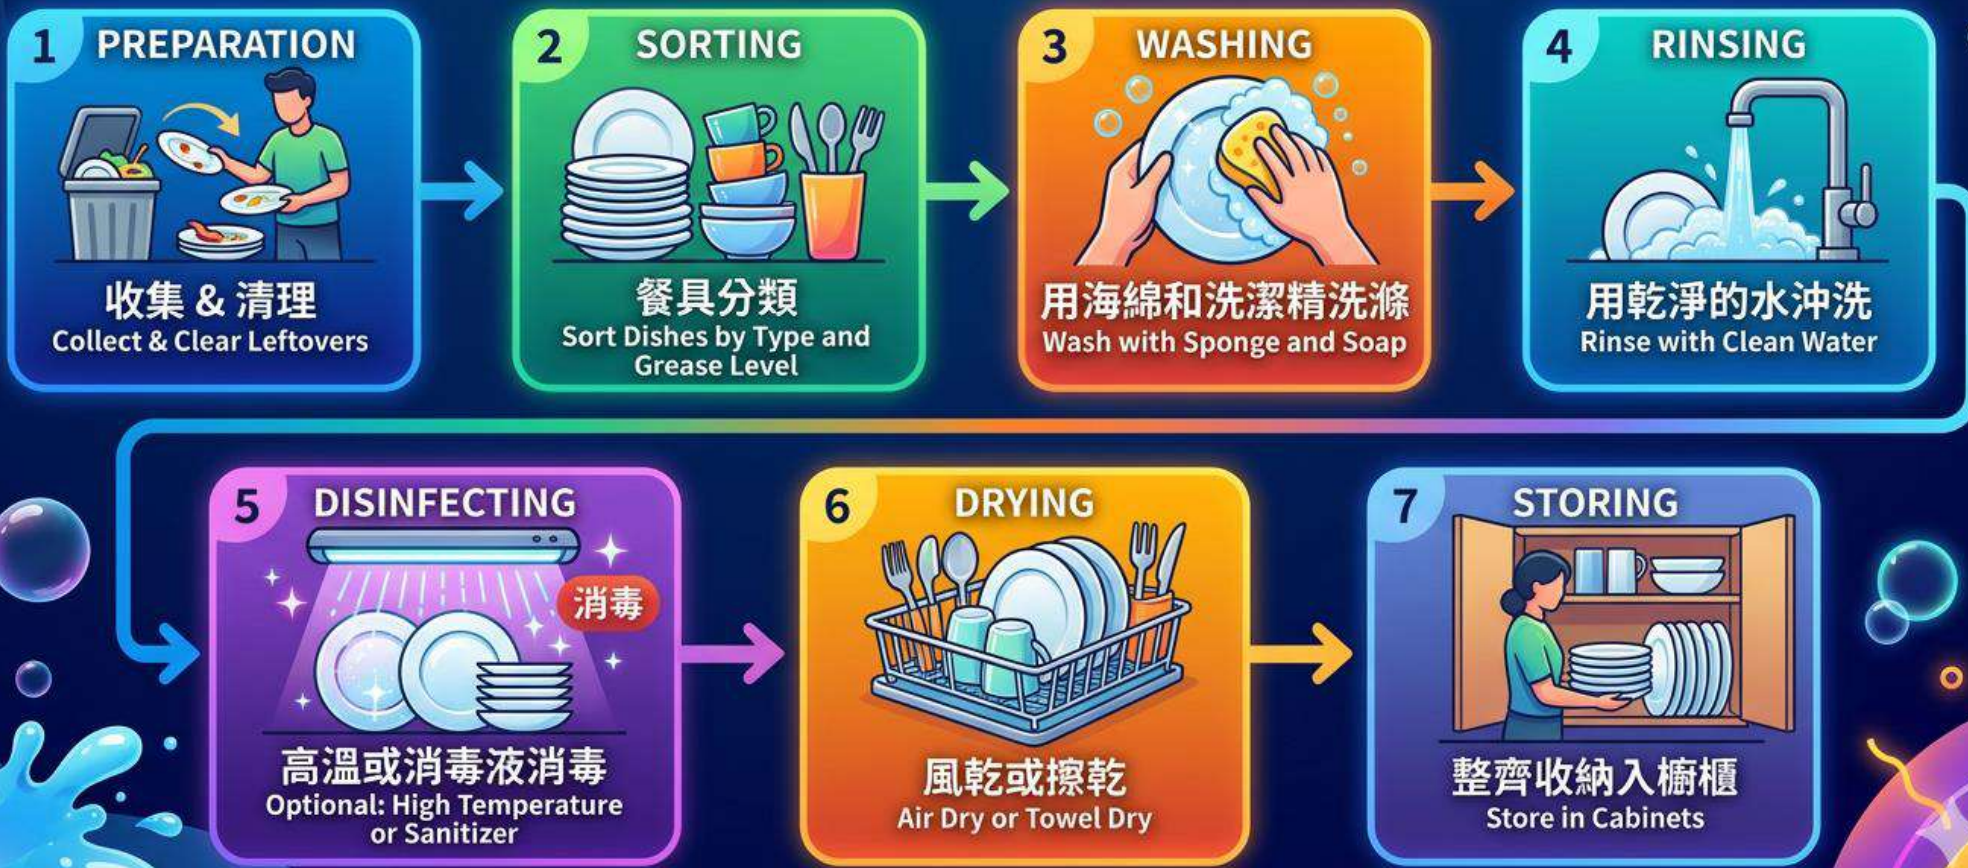 1 PREPARATION
收集 & 清理
Collect & Clear Leftovers
2 SORTING
餐具分類
Sort Dishes by Type and
Grease Level
3 WASHING
用海綿和洗潔精洗滌
Wash with Sponge and Soap
4 RINSING
用乾淨的水沖洗
Rinse with Clean Water
5 DISINFECTING
消毒
高溫或消毒液消毒
Optional: High Temperature
or Sanitizer
6 DRYING
風乾或擦乾
Air Dry or Towel Dry
7 STORING
整齊收納入櫥櫃
Store in Cabinets